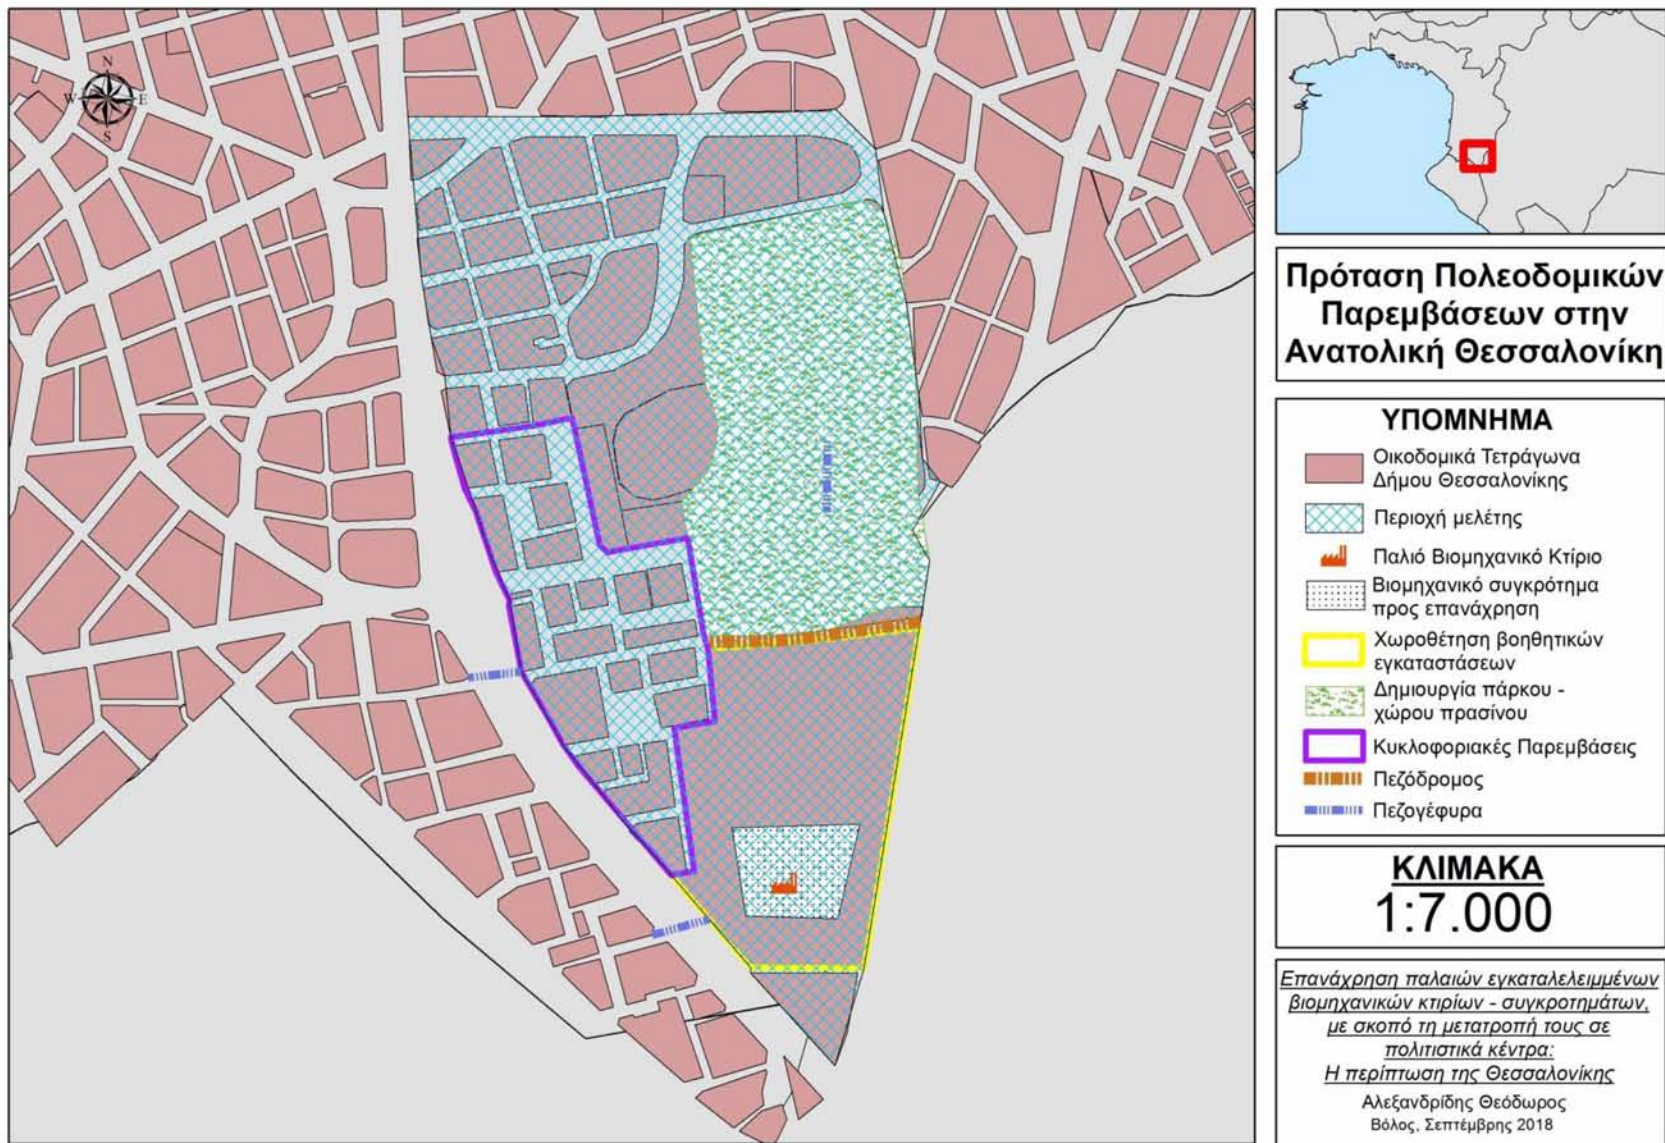 N
W E
S
Πρόταση Πολεοδομικών
Παρεμβάσεων στην
Ανατολική Θεσσαλονίκη
ΥΠΟΜΝΗΜΑ
Οικοδομικά Τετράγωνα
Δήμου Θεσσαλονίκης
Περιοχή μελέτης
Παλιό Βιομηχανικό Κτίριο
Βιομηχανικό συγκρότημα
προς επανάχρηση
Χωροθέτηση βοηθητικών
εγκαταστάσεων
Δημιουργία πάρκου -
χώρου πρασίνου
Κυκλοφοριακές Παρεμβάσεις
Πεζόδρομος
Πεζογέφυρα
ΚΛΙΜΑΚΑ
1:7.000
Επανάχρηση παλαιών εγκαταλελειμμένων
βιομηχανικών κτιρίων - συγκροτημάτων,
με σκοπό τη μετατροπή τους σε
πολιτιστικά κέντρα:
Η περίπτωση της Θεσσαλονίκης
Αλεξανδρίδης Θεόδωρος
Βόλος, Σεπτέμβρης 2018